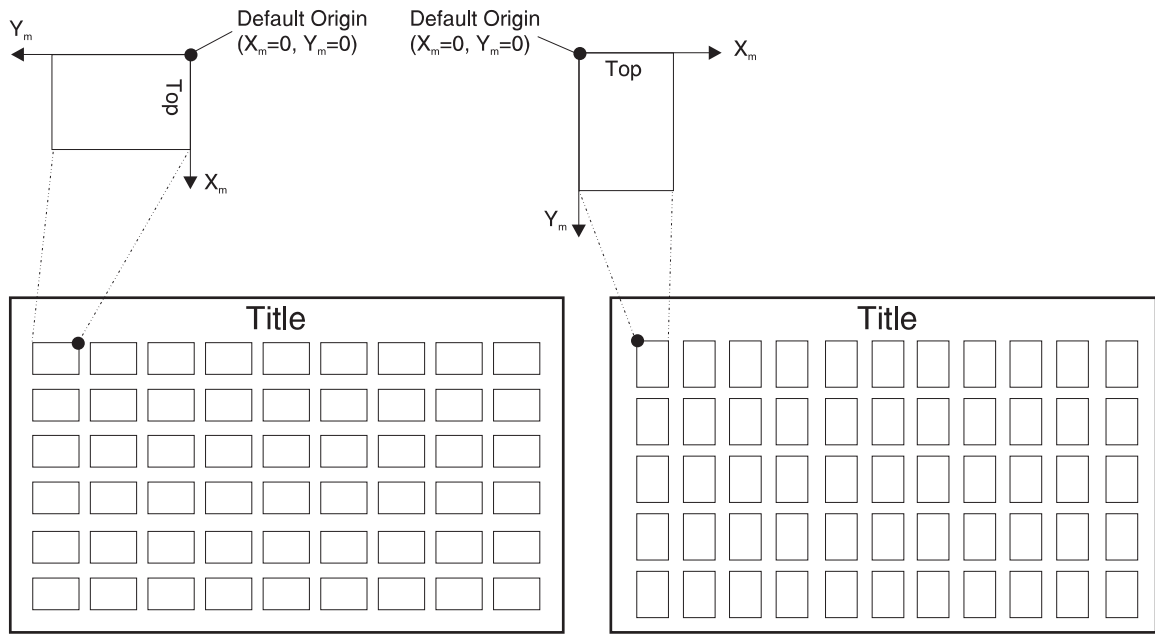 Y_m
Default Origin
(X_m=0, Y_m=0)
Top
X_m
Default Origin
(X_m=0, Y_m=0)
X_m
Top
Y_m
Title
Title